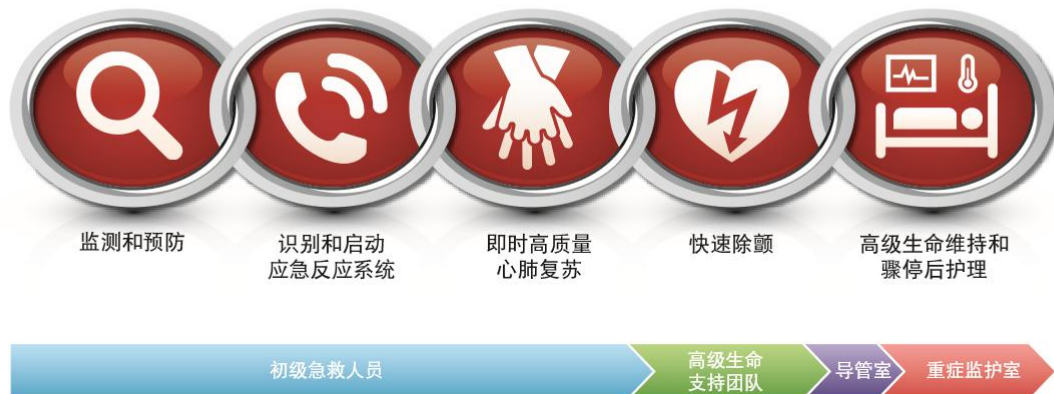 监测和预防
识别和启动
应急反应系统
即时高质量
心肺复苏
快速除颤
高级生命维持和
骤停后护理
初级急救人员
高级生命
支持团队
导管室
重症监护室